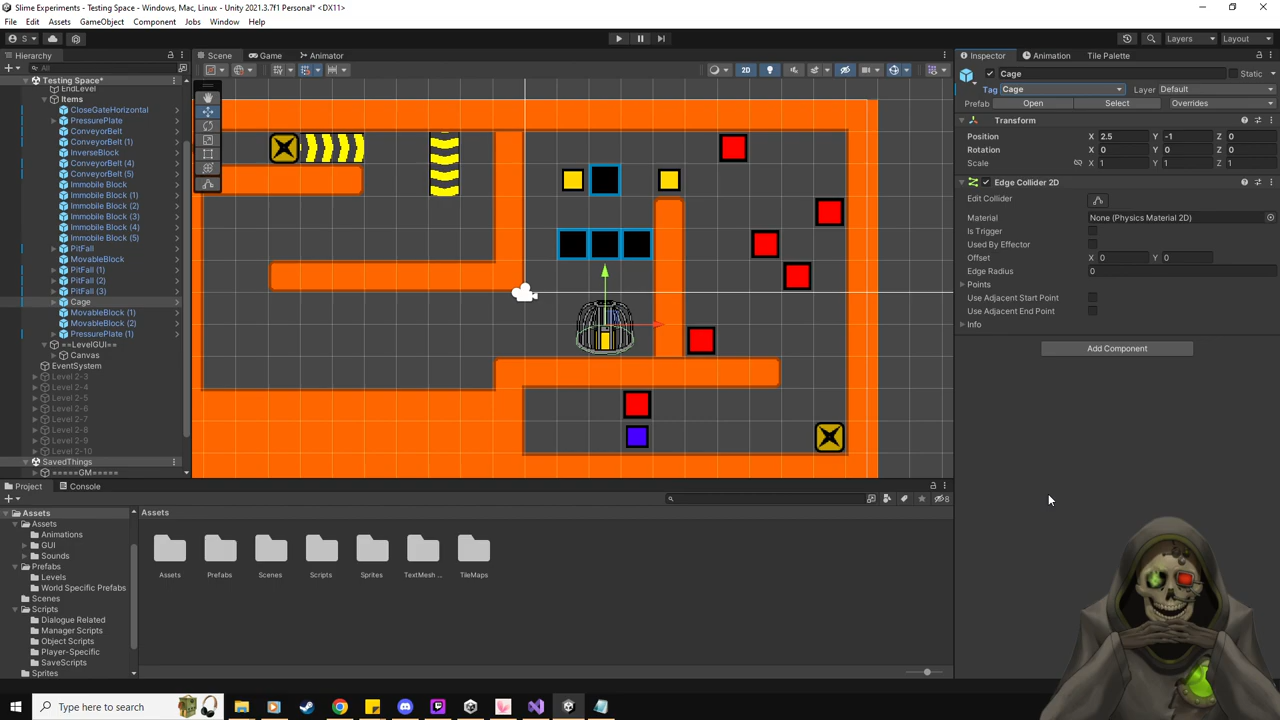 Slime Experiments - Testing Space - Windows, Mac, Linux - Unity 2021.3.7f1 Personal* <DX11>
File Edit Assets GameObject Component Jobs Window Help
S Layers Layout
Hierarchy Scene Game Animator Inspector Animation Tile Palette
All 2D
Testing Space*
EndLevel
Items
CloseGateHorizontal
PressurePlate
ConveyorBelt
ConveyorBelt (1)
InverseBlock
ConveyorBelt (4)
ConveyorBelt (5)
Immobile Block
Immobile Block (1)
Immobile Block (2)
Immobile Block (3)
Immobile Block (4)
Immobile Block (5)
PitFall
MovableBlock
PitFall (1)
PitFall (2)
PitFall (3)
Cage
MovableBlock (1)
MovableBlock (2)
PressurePlate (1)
==LevelGUI==
Canvas
EventSystem
Level 2-3
Level 2-4
Level 2-5
Level 2-6
Level 2-7
Level 2-8
Level 2-9
Level 2-10
SavedThings
=====GM=====
Cage Static
Tag Cage Layer Default
Prefab Open Select Overrides
Transform
Position X 2.5 Y -1 Z 0
Rotation X 0 Y 0 Z 0
Scale X 1 Y 1 Z 1
Edge Collider 2D
Edit Collider
Material None (Physics Material 2D)
Is Trigger
Used By Effector
Offset X 0 Y 0
Edge Radius 0
Points
Use Adjacent Start Point
Use Adjacent End Point
Info
Add Component
Project Console
8
Assets
Assets
Animations
GUI
Sounds
Prefabs
Levels
World Specific Prefabs
Scenes
Scripts
Dialogue Related
Manager Scripts
Object Scripts
Player-Specific
SaveScripts
Sprites
Assets
Assets Prefabs Scenes Scripts Sprites TextMesh ... TileMaps
Type here to search